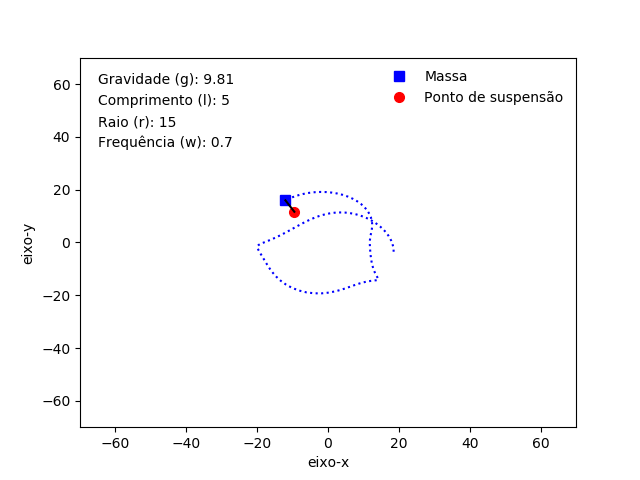 Gravidade (g): 9.81
Comprimento (l): 5
Raio (r): 15
Frequência (w): 0.7
Massa
Ponto de suspensão
60
40
20
0
−20
−40
−60
eixo-y
−60
−40
−20
0
20
40
60
eixo-x